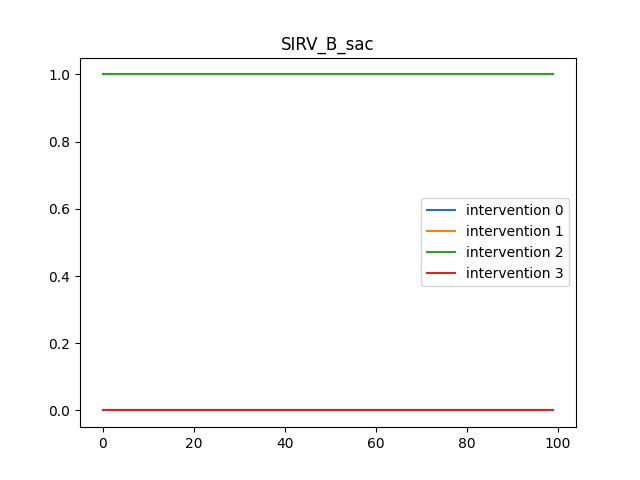 SIRV_B_sac
1.0
0.8
0.6
0.4
0.2
0.0
intervention 0
intervention 1
intervention 2
intervention 3
0 20 40 60 80 100